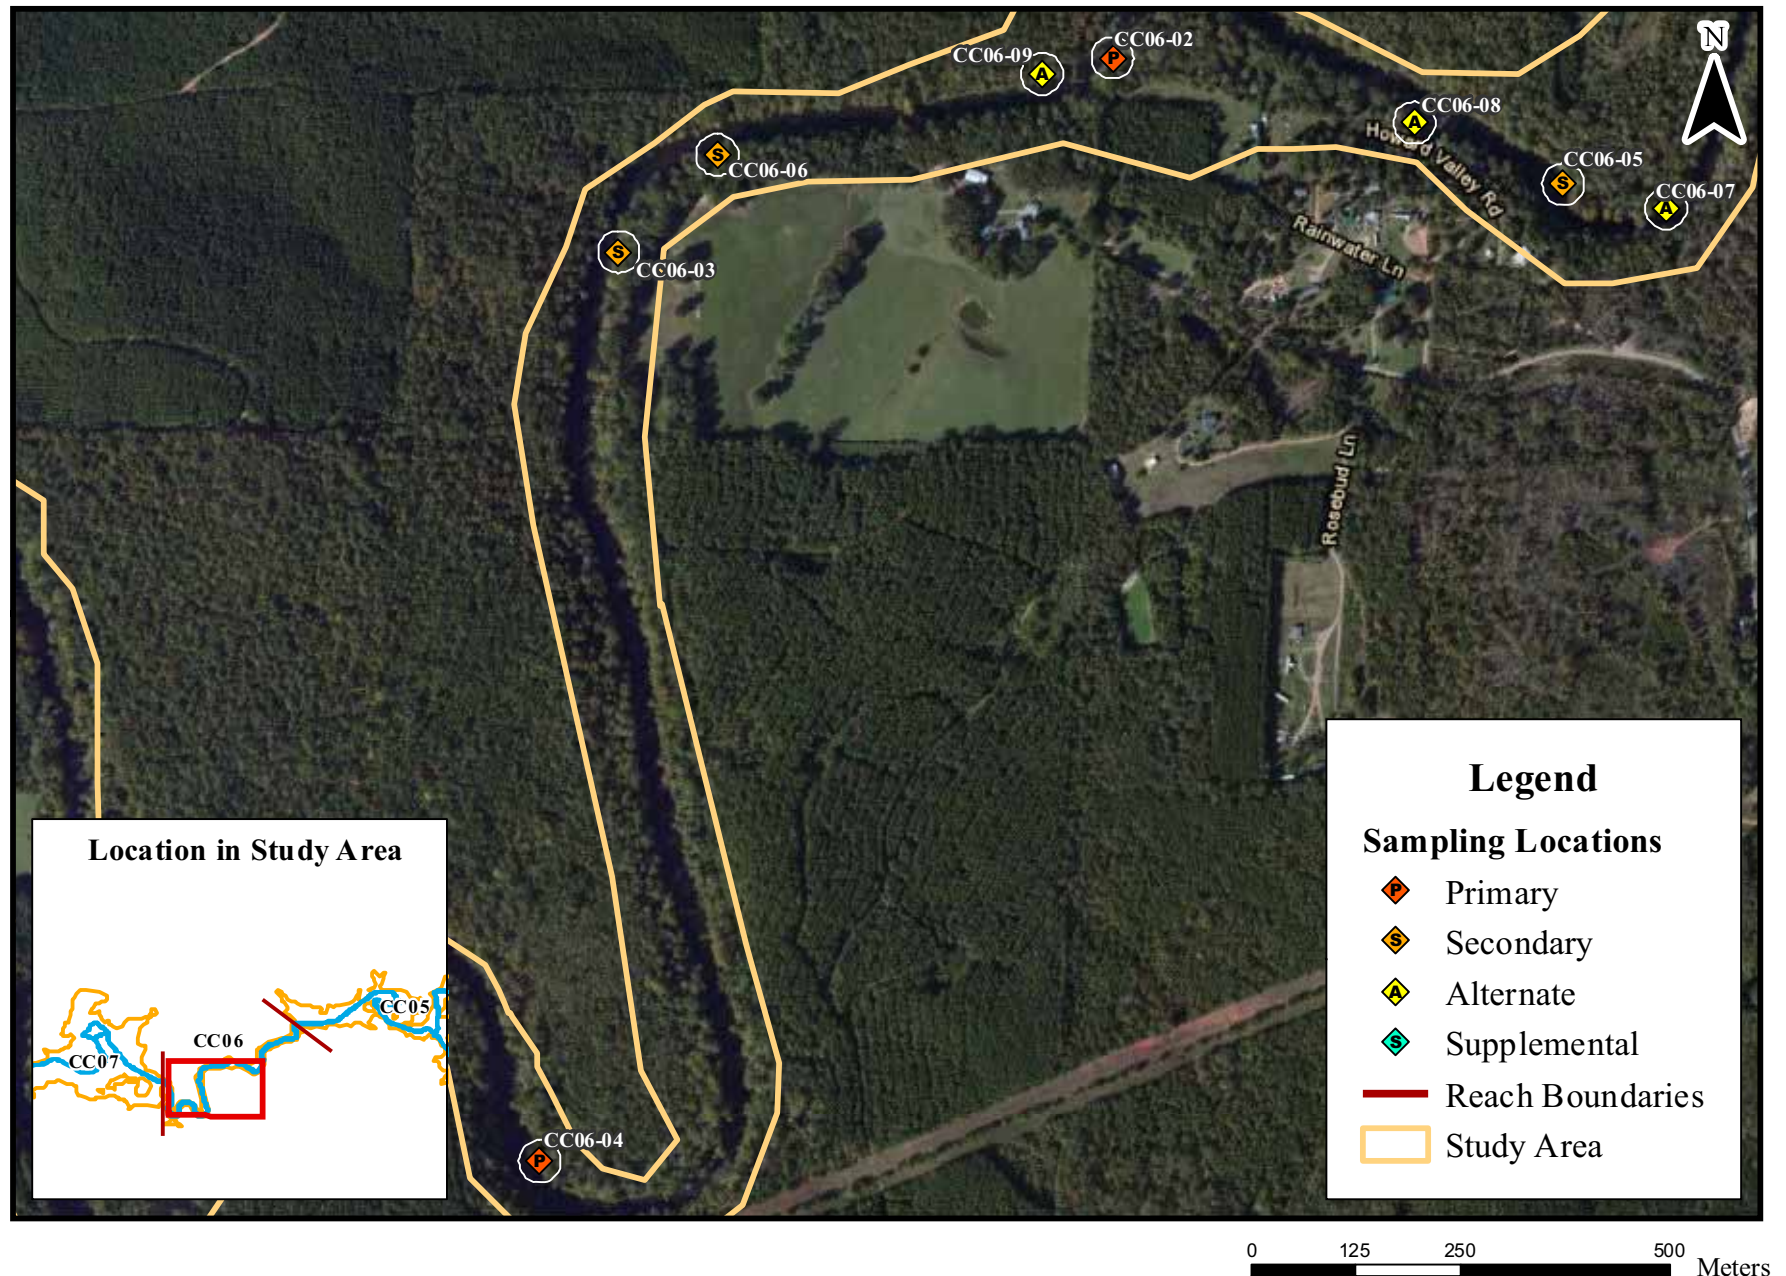 N
CC06-02
CC06-09
P
A
CC06-08
A
Howard Valley Rd
CC06-05
S
S
CC06-06
CC06-07
A
Rainwater Ln
S
CC06-03
Rosebud Ln
Legend
Sampling Locations
P Primary
S Secondary
A Alternate
S Supplemental
Reach Boundaries
Study Area
Location in Study Area
CC05
CC06
CC07
CC06-04
P
0 125 250 500
Meters